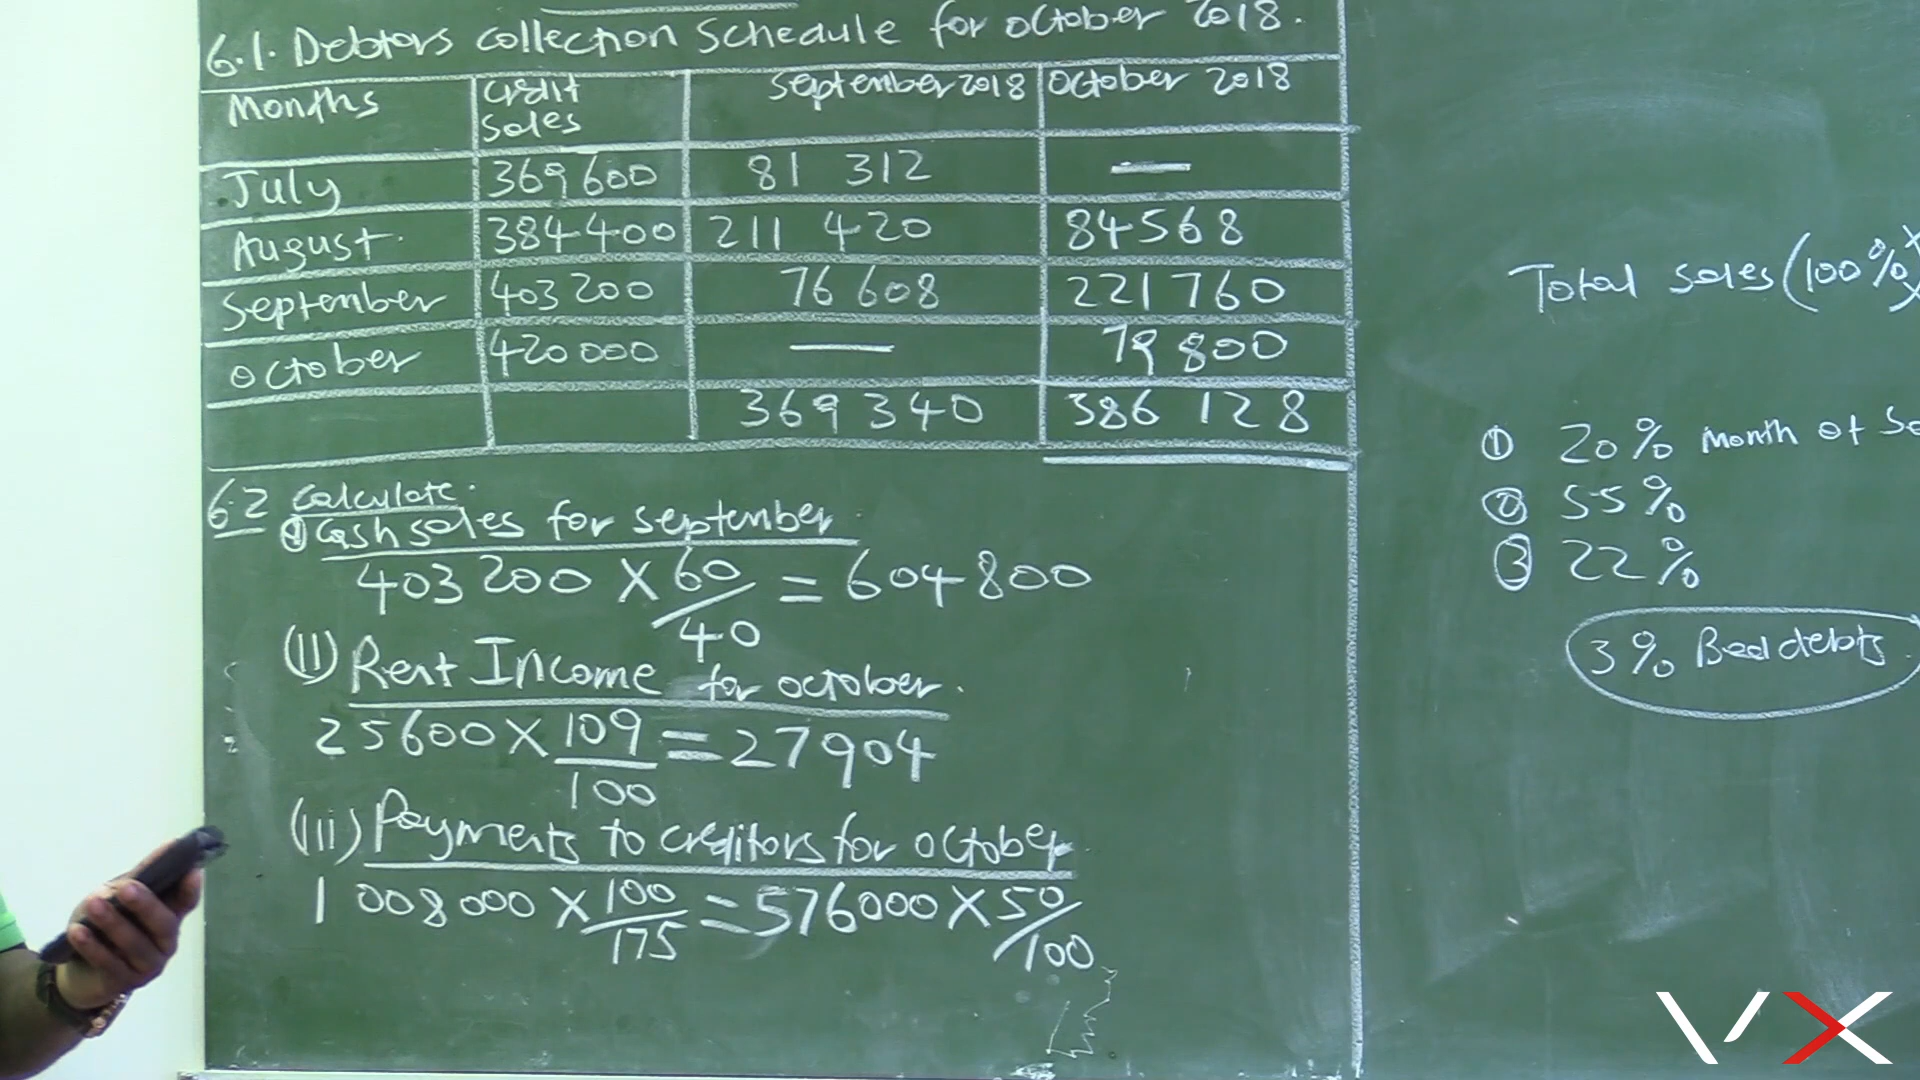 6.1. Debtors collection schedule for october 2018.
Months credit sales September 2018 October 2018
July 369 600 81 312 —
August. 384 400 211 420 84568
September 403 200 76 608 221 760
october 420 000 — 79 800
369 340 386 128
6.2 Calculate.
(i) Cash sales for september
403 200 X 60/40 = 604 800
(II) Rent Income for october.
25600 X 109/100 = 27904
(iii) Payments to creditors for october
1 008 000 X 100/175 = 576000 X 50/100
Total sales (100%)
① 20% month of
② 55%
③ 22%
3% Bad debts
VX